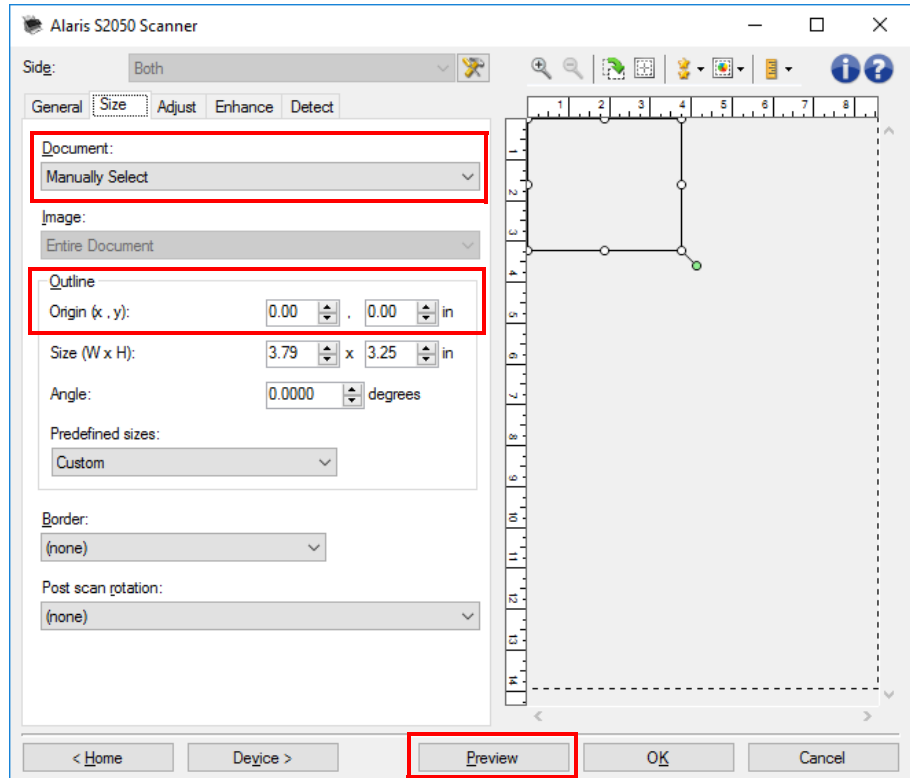 Alaris S2050 Scanner
Side: Both
General Size Adjust Enhance Detect
Document:
Manually Select
Image:
Entire Document
Outline
Origin (x , y): 0.00 , 0.00 in
Size (W x H): 3.79 x 3.25 in
Angle: 0.0000 degrees
Predefined sizes:
Custom
Border:
(none)
Post scan rotation:
(none)
1 2 3 4 5 6 7 8
1
2
3
4
5
6
7
8
9
10
11
12
13
14
< Home Device > Preview OK Cancel